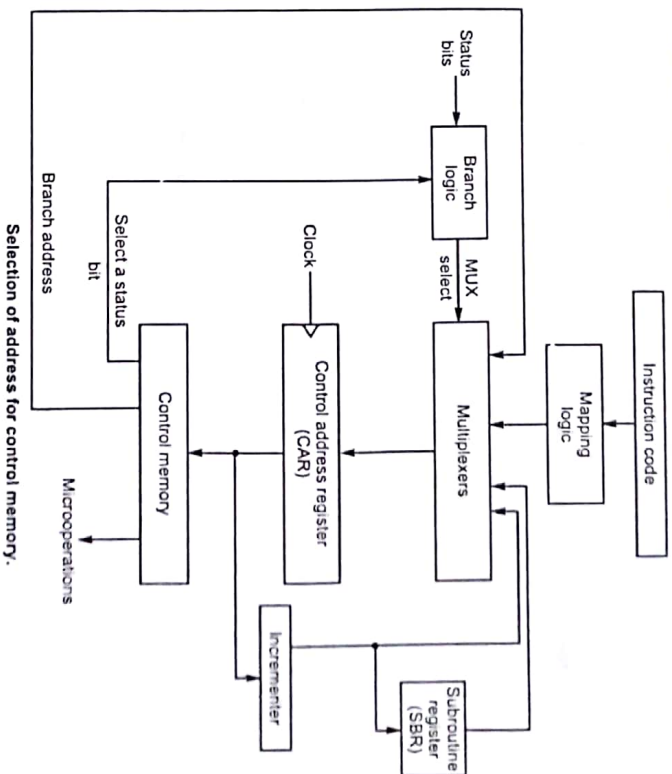 Instruction code
Mapping
logic
Status
bits
Branch
logic
MUX
select
Multiplexers
Subroutine
register
(SBR)
Clock
Control address register
(CAR)
Incrementer
Select a status
bit
Control memory
Branch address
Microoperations
Selection of address for control memory.